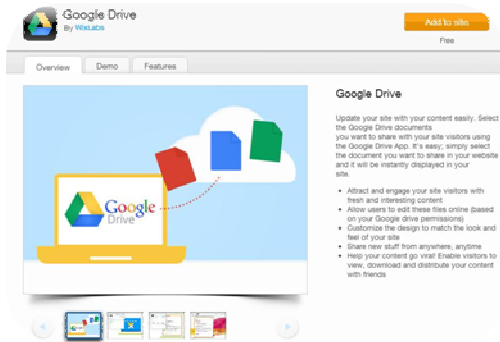 Google Drive
By WixLabs
Add to site
Free
Overview Demo Features
Google
Drive
Google Drive
Update your site with your content easily. Select
the Google Drive documents
you want to share with your site visitors using
the Google Drive App. It's easy; simply select
the document you want to share in your website
and it will be instantly displayed in your
site.
Attract and engage your site visitors with
fresh and interesting content
Allow users to edit these files online (based
on your Google drive permissions)
Customize the design to match the look and
feel of your site
Share new stuff from anywhere, anytime
Help your content go viral! Enable visitors to
view, download and distribute your content
with friends